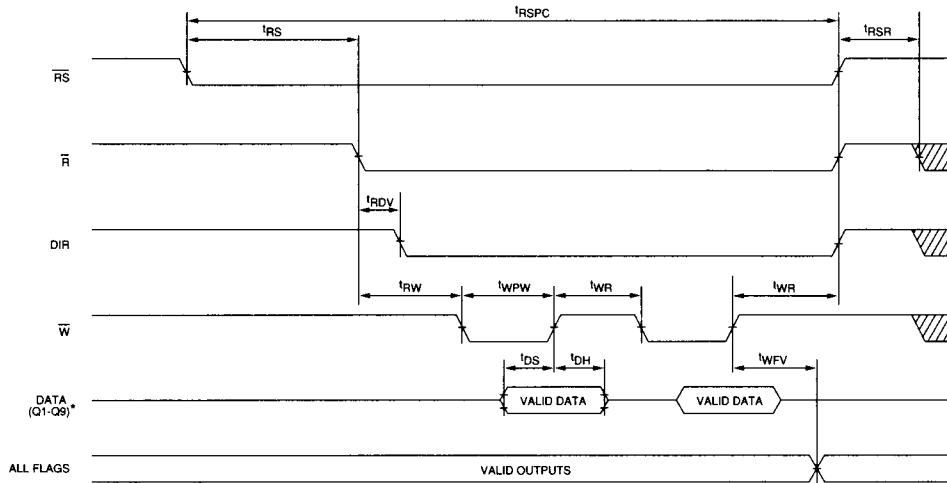 tRSPC
tRS
tRSR
RS
R
tRDV
DIR
tRW
tWPW
tWR
tWR
W
tDS
tDH
tWFV
DATA
(Q1-Q9)*
VALID DATA
VALID DATA
ALL FLAGS
VALID OUTPUTS